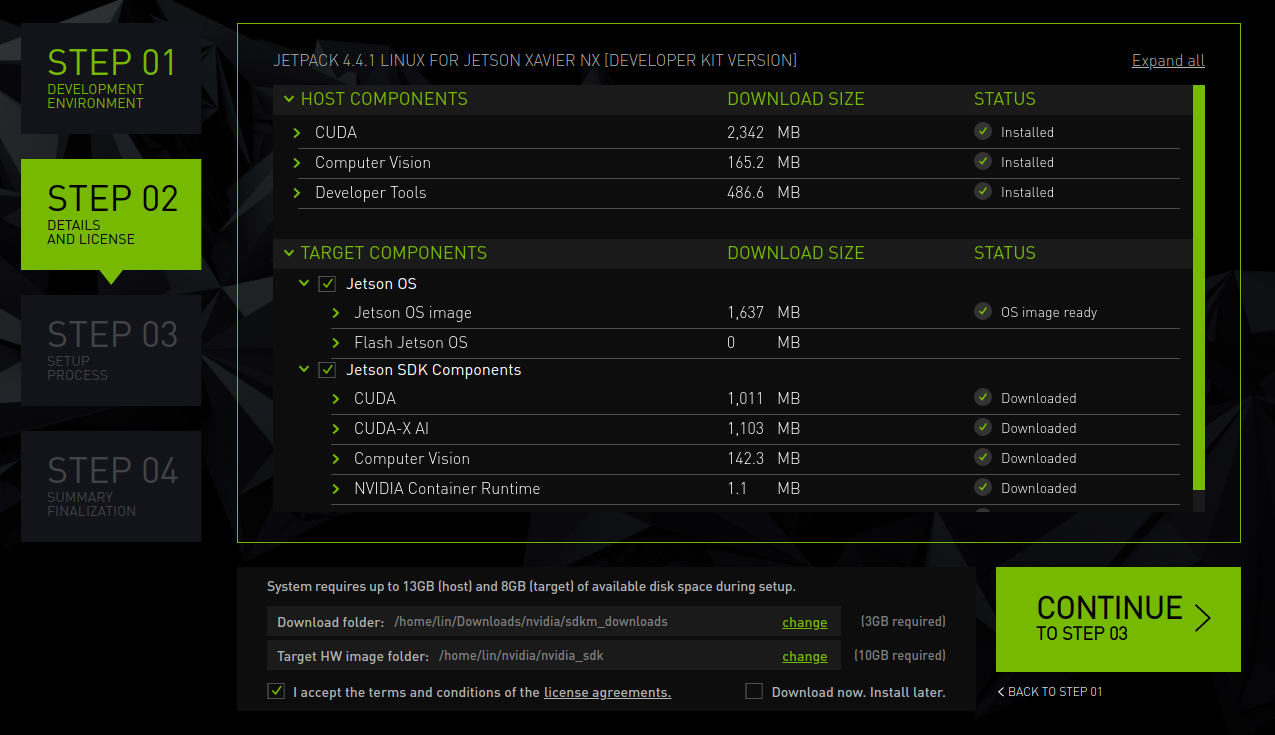 STEP 01
DEVELOPMENT
ENVIRONMENT
STEP 02
DETAILS
AND LICENSE
STEP 03
SETUP
PROCESS
STEP 04
SUMMARY
FINALIZATION
JETPACK 4.4.1 LINUX FOR JETSON XAVIER NX [DEVELOPER KIT VERSION] Expand all
HOST COMPONENTS DOWNLOAD SIZE STATUS
CUDA 2,342 MB Installed
Computer Vision 165.2 MB Installed
Developer Tools 486.6 MB Installed
TARGET COMPONENTS DOWNLOAD SIZE STATUS
Jetson OS
Jetson OS image 1,637 MB OS image ready
Flash Jetson OS 0 MB
Jetson SDK Components
CUDA 1,011 MB Downloaded
CUDA-X AI 1,103 MB Downloaded
Computer Vision 142.3 MB Downloaded
NVIDIA Container Runtime 1.1 MB Downloaded
System requires up to 13GB (host) and 8GB (target) of available disk space during setup.
Download folder: /home/lin/Downloads/nvidia/sdkm_downloads change (3GB required)
Target HW image folder: /home/lin/nvidia/nvidia_sdk change (10GB required)
I accept the terms and conditions of the license agreements. Download now. Install later.
CONTINUE
TO STEP 03
BACK TO STEP 01